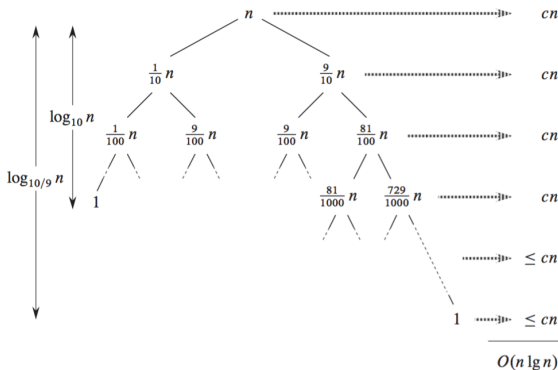 n cn
1/10 n 9/10 n cn
log₁₀ n
1/100 n 9/100 n 9/100 n 81/100 n cn
log₁₀/₉ n
1 81/1000 n 729/1000 n cn
≤ cn
1 ≤ cn
O(n lg n)